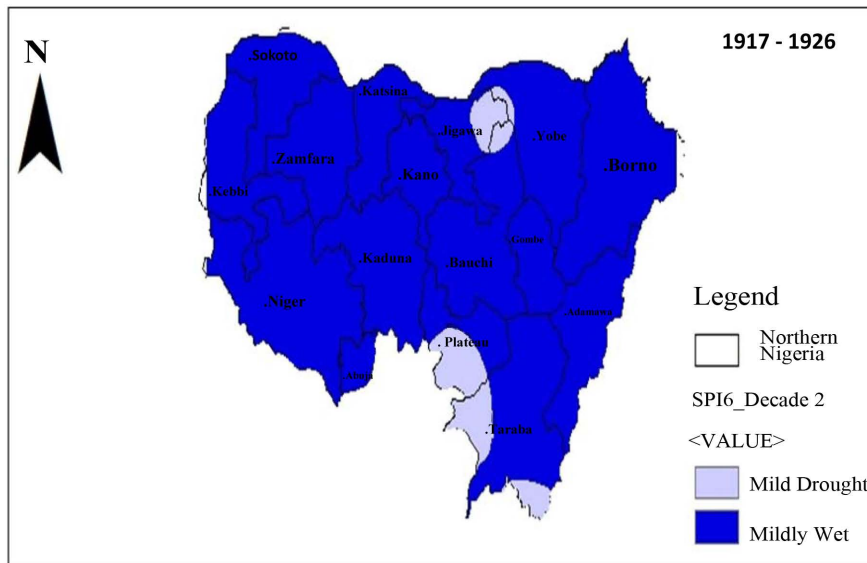 1917 - 1926
N
.Sokoto
.Katsina
.Jigawa
.Yobe
.Zamfara
.Kano
.Borno
.Kebbi
.Gombe
.Kaduna
.Bauchi
.Niger
.Adamawa
. Plateau
.Abuja
.Taraba
Legend
Northern
Nigeria
SPI6_Decade 2
<VALUE>
Mild Drought
Mildly Wet